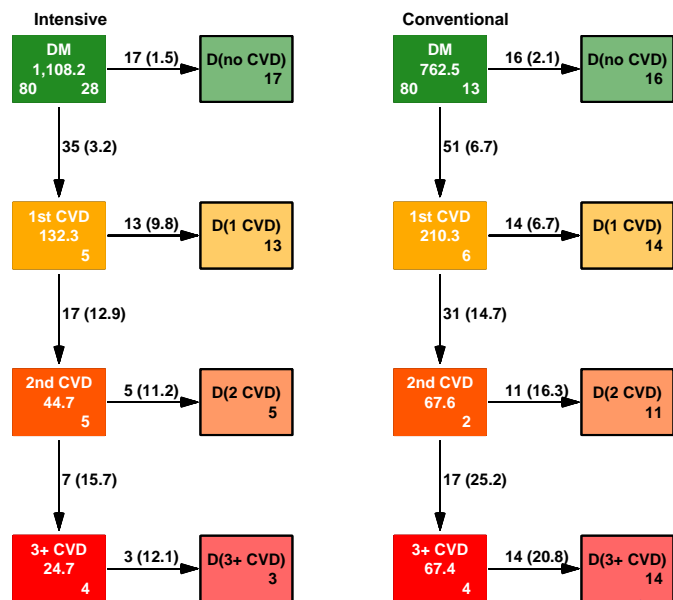 Intensive
DM
1,108.2
80 28
17 (1.5)
D(no CVD)
17
35 (3.2)
1st CVD
132.3
5
13 (9.8)
D(1 CVD)
13
17 (12.9)
2nd CVD
44.7
5
5 (11.2)
D(2 CVD)
5
7 (15.7)
3+ CVD
24.7
4
3 (12.1)
D(3+ CVD)
3
Conventional
DM
762.5
80 13
16 (2.1)
D(no CVD)
16
51 (6.7)
1st CVD
210.3
6
14 (6.7)
D(1 CVD)
14
31 (14.7)
2nd CVD
67.6
2
11 (16.3)
D(2 CVD)
11
17 (25.2)
3+ CVD
67.4
4
14 (20.8)
D(3+ CVD)
14